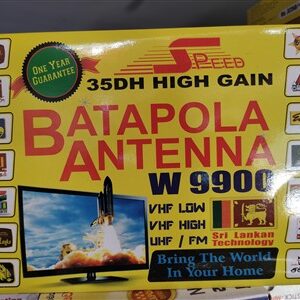 ONE YEAR
GUARANTEE
SPEED
35DH HIGH GAIN
BATAPOLA
ANTENNA
W 9900
VHF LOW
VHF HIGH
UHF / FM
Sri Lankan
Technology
Bring The World
In Your Home